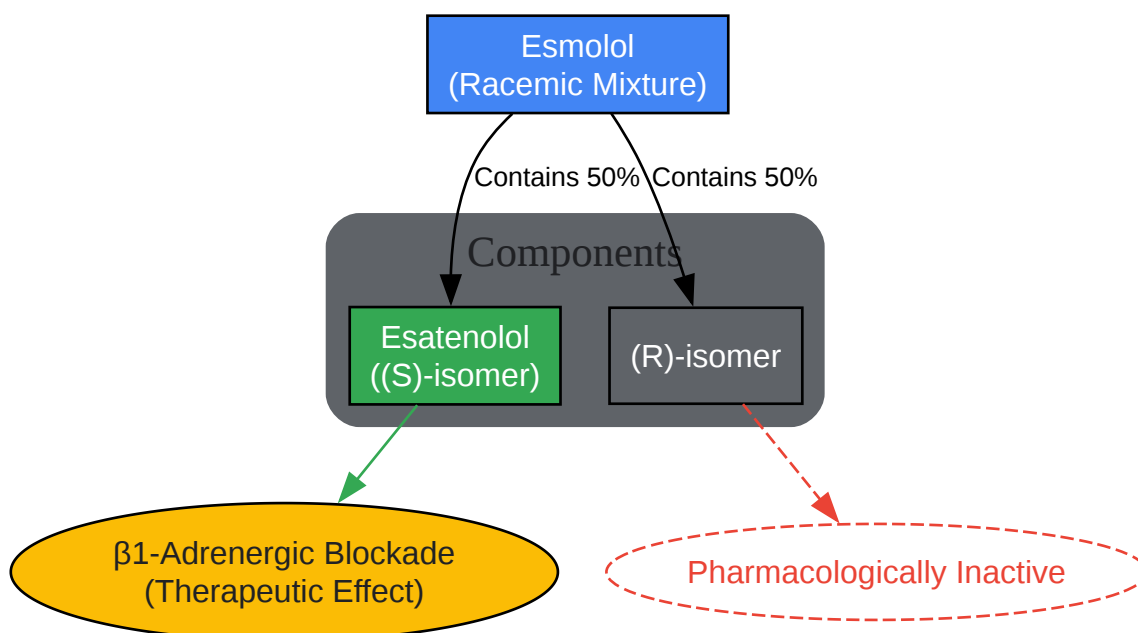 Esmolol
(Racemic Mixture)
Contains 50% Contains 50%
Components
Esatenolol
((S)-isomer)
(R)-isomer
β1-Adrenergic Blockade
(Therapeutic Effect)
Pharmacologically Inactive